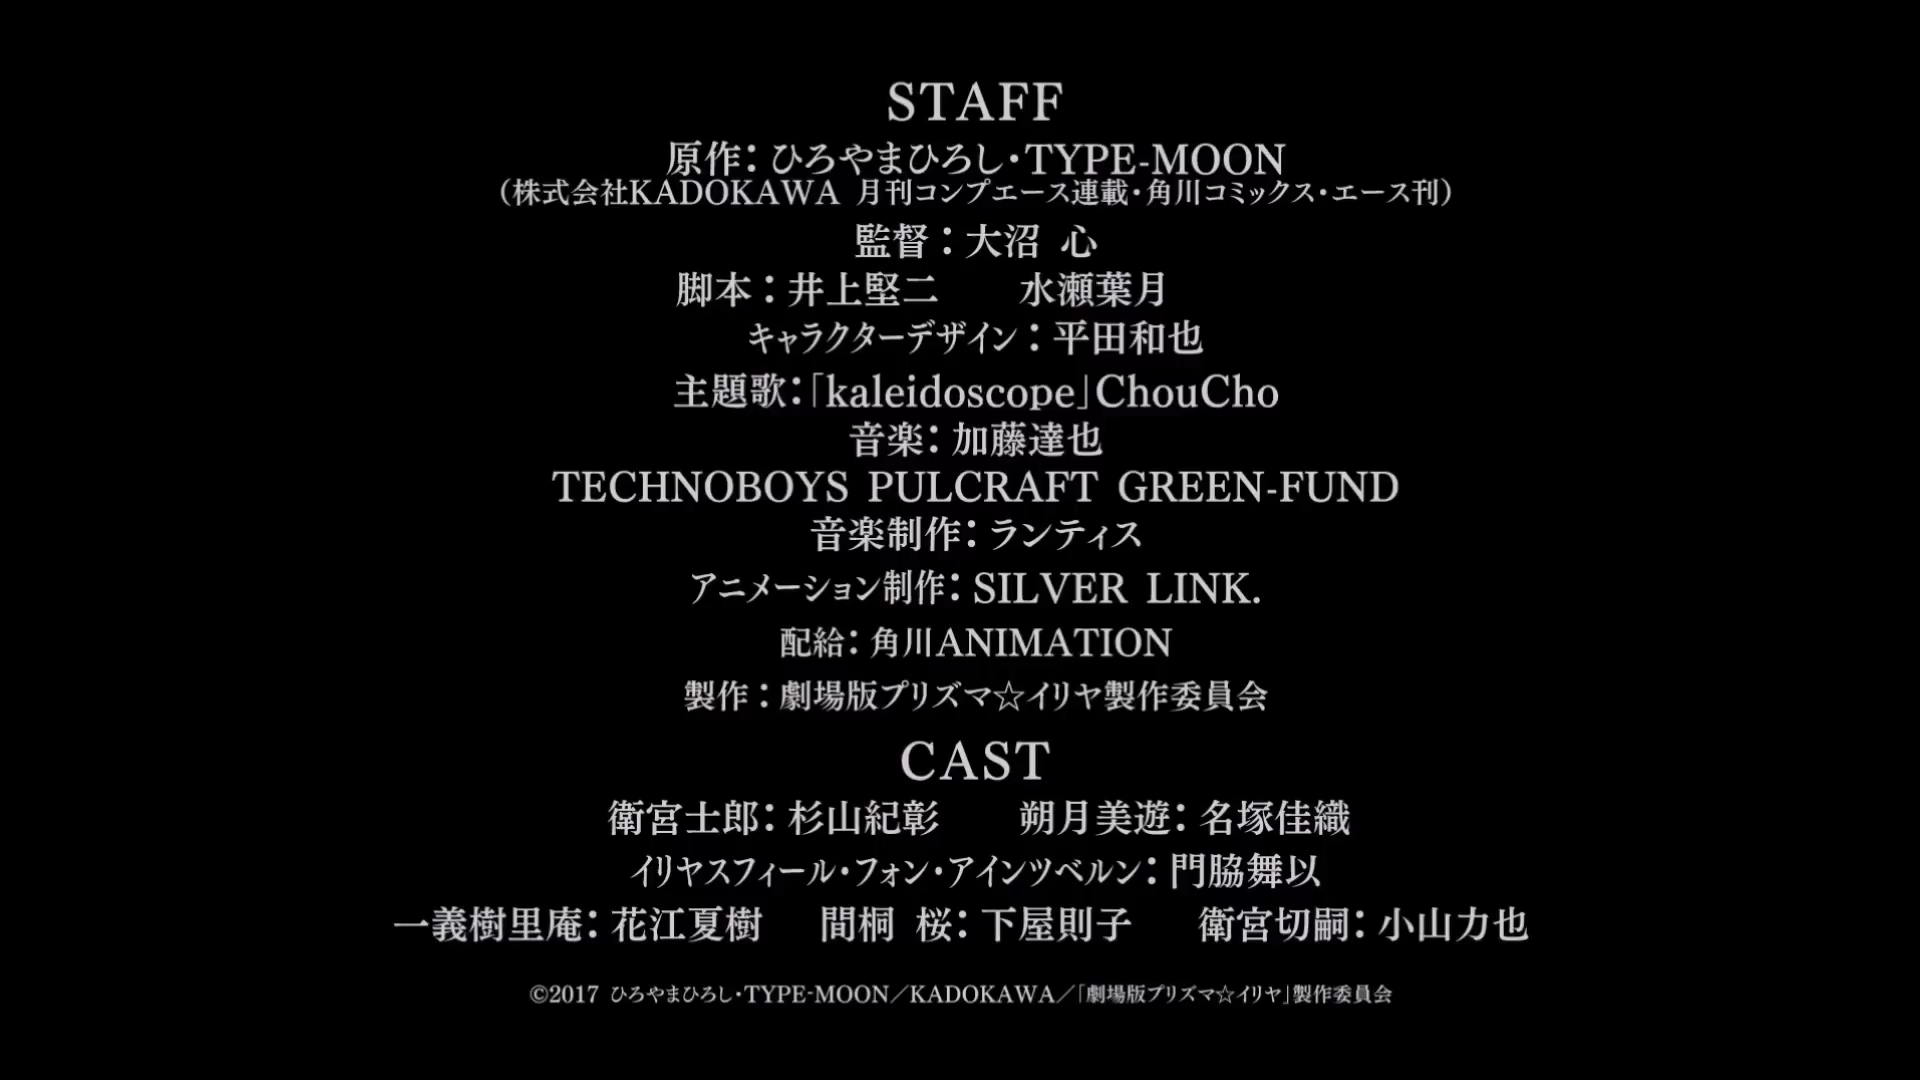 STAFF
原作：ひろやまひろし・TYPE-MOON
（株式会社KADOKAWA 月刊コンプエース連載・角川コミックス・エース刊）
監督：大沼 心
脚本：井上堅二　　水瀬葉月
キャラクターデザイン：平田和也
主題歌：「kaleidoscope」ChouCho
音楽：加藤達也
TECHNOBOYS PULCRAFT GREEN-FUND
音楽制作：ランティス
アニメーション制作：SILVER LINK.
配給：角川ANIMATION
製作：劇場版プリズマ☆イリヤ製作委員会
CAST
衛宮士郎：杉山紀彰　　朔月美遊：名塚佳織
イリヤスフィール・フォン・アインツベルン：門脇舞以
一義樹里庵：花江夏樹　間桐 桜：下屋則子　　衛宮切嗣：小山力也
©2017 ひろやまひろし・TYPE-MOON／KADOKAWA／「劇場版プリズマ☆イリヤ」製作委員会